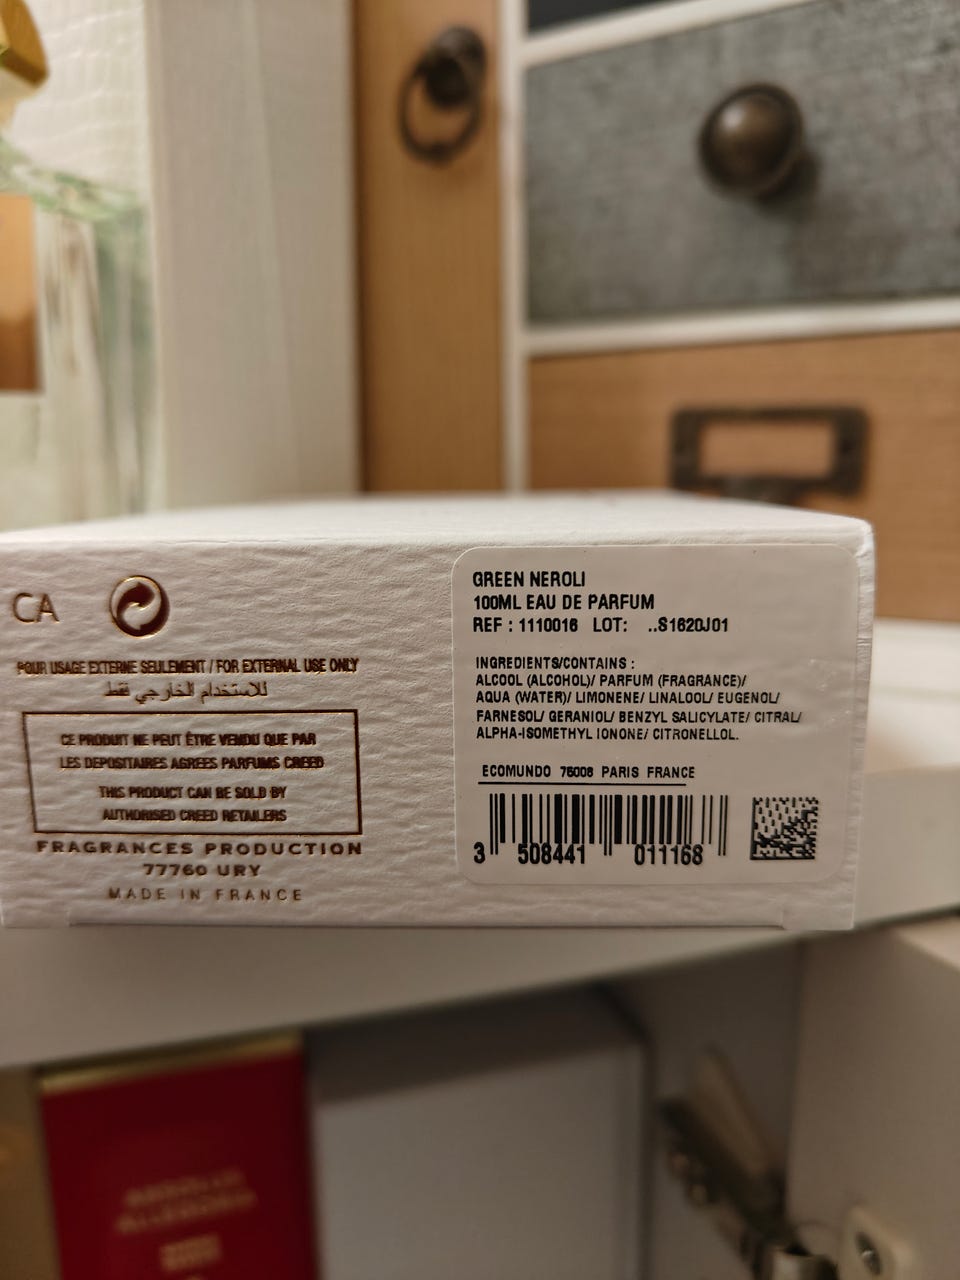 CA
POUR USAGE EXTERNE SEULEMENT / FOR EXTERNAL USE ONLY
للاستخدام الخارجي فقط
CE PRODUIT NE PEUT ÊTRE VENDU QUE PAR
LES DEPOSITAIRES AGREES PARFUMS CREED
THIS PRODUCT CAN BE SOLD BY
AUTHORISED CREED RETAILERS
FRAGRANCES PRODUCTION
77760 URY
MADE IN FRANCE
GREEN NEROLI
100ML EAU DE PARFUM
REF : 1110016 LOT: ..S1620J01
INGREDIENTS/CONTAINS :
ALCOOL (ALCOHOL)/ PARFUM (FRAGRANCE)/
AQUA (WATER)/ LIMONENE/ LINALOOL/ EUGENOL/
FARNESOL/ GERANIOL/ BENZYL SALICYLATE/ CITRAL/
ALPHA-ISOMETHYL IONONE/ CITRONELLOL.
ECOMUNDO 75008 PARIS FRANCE
3 508441 011168